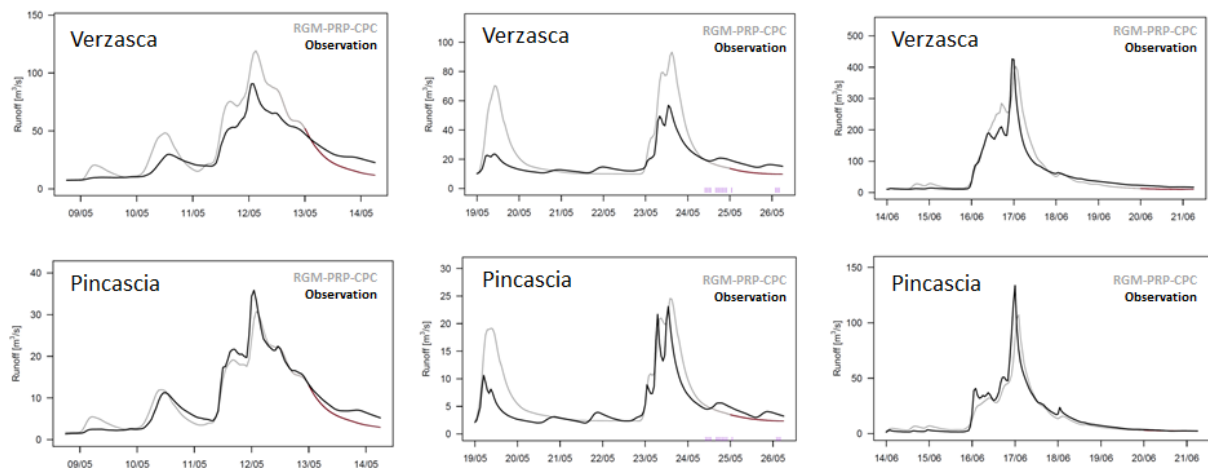 150
100
50
0
Runoff [m³/s]
Verzasca
RGM-PRP-CPC
Observation
09/05 10/05 11/05 12/05 13/05 14/05
100
80
60
40
20
0
Runoff [m³/s]
Verzasca
RGM-PRP-CPC
Observation
19/05 20/05 21/05 22/05 23/05 24/05 25/05 26/05
500
400
300
200
100
0
Runoff [m³/s]
Verzasca
RGM-PRP-CPC
Observation
14/06 15/06 16/06 17/06 18/06 19/06 20/06 21/06
40
30
20
10
0
Runoff [m³/s]
Pincascia
RGM-PRP-CPC
Observation
09/05 10/05 11/05 12/05 13/05 14/05
30
25
20
15
10
5
0
Runoff [m³/s]
Pincascia
RGM-PRP-CPC
Observation
19/05 20/05 21/05 22/05 23/05 24/05 25/05 26/05
150
100
50
0
Runoff [m³/s]
Pincascia
RGM-PRP-CPC
Observation
14/06 15/06 16/06 17/06 18/06 19/06 20/06 21/06